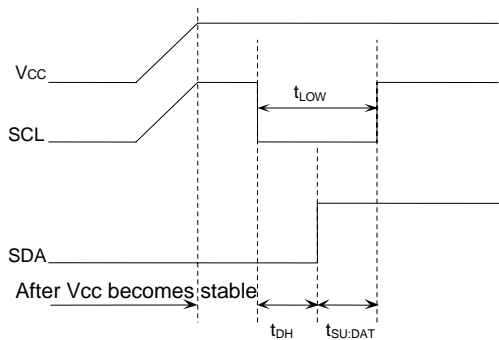 VCC
tLOW
SCL
SDA
After Vcc becomes stable
tDH
tSU:DAT